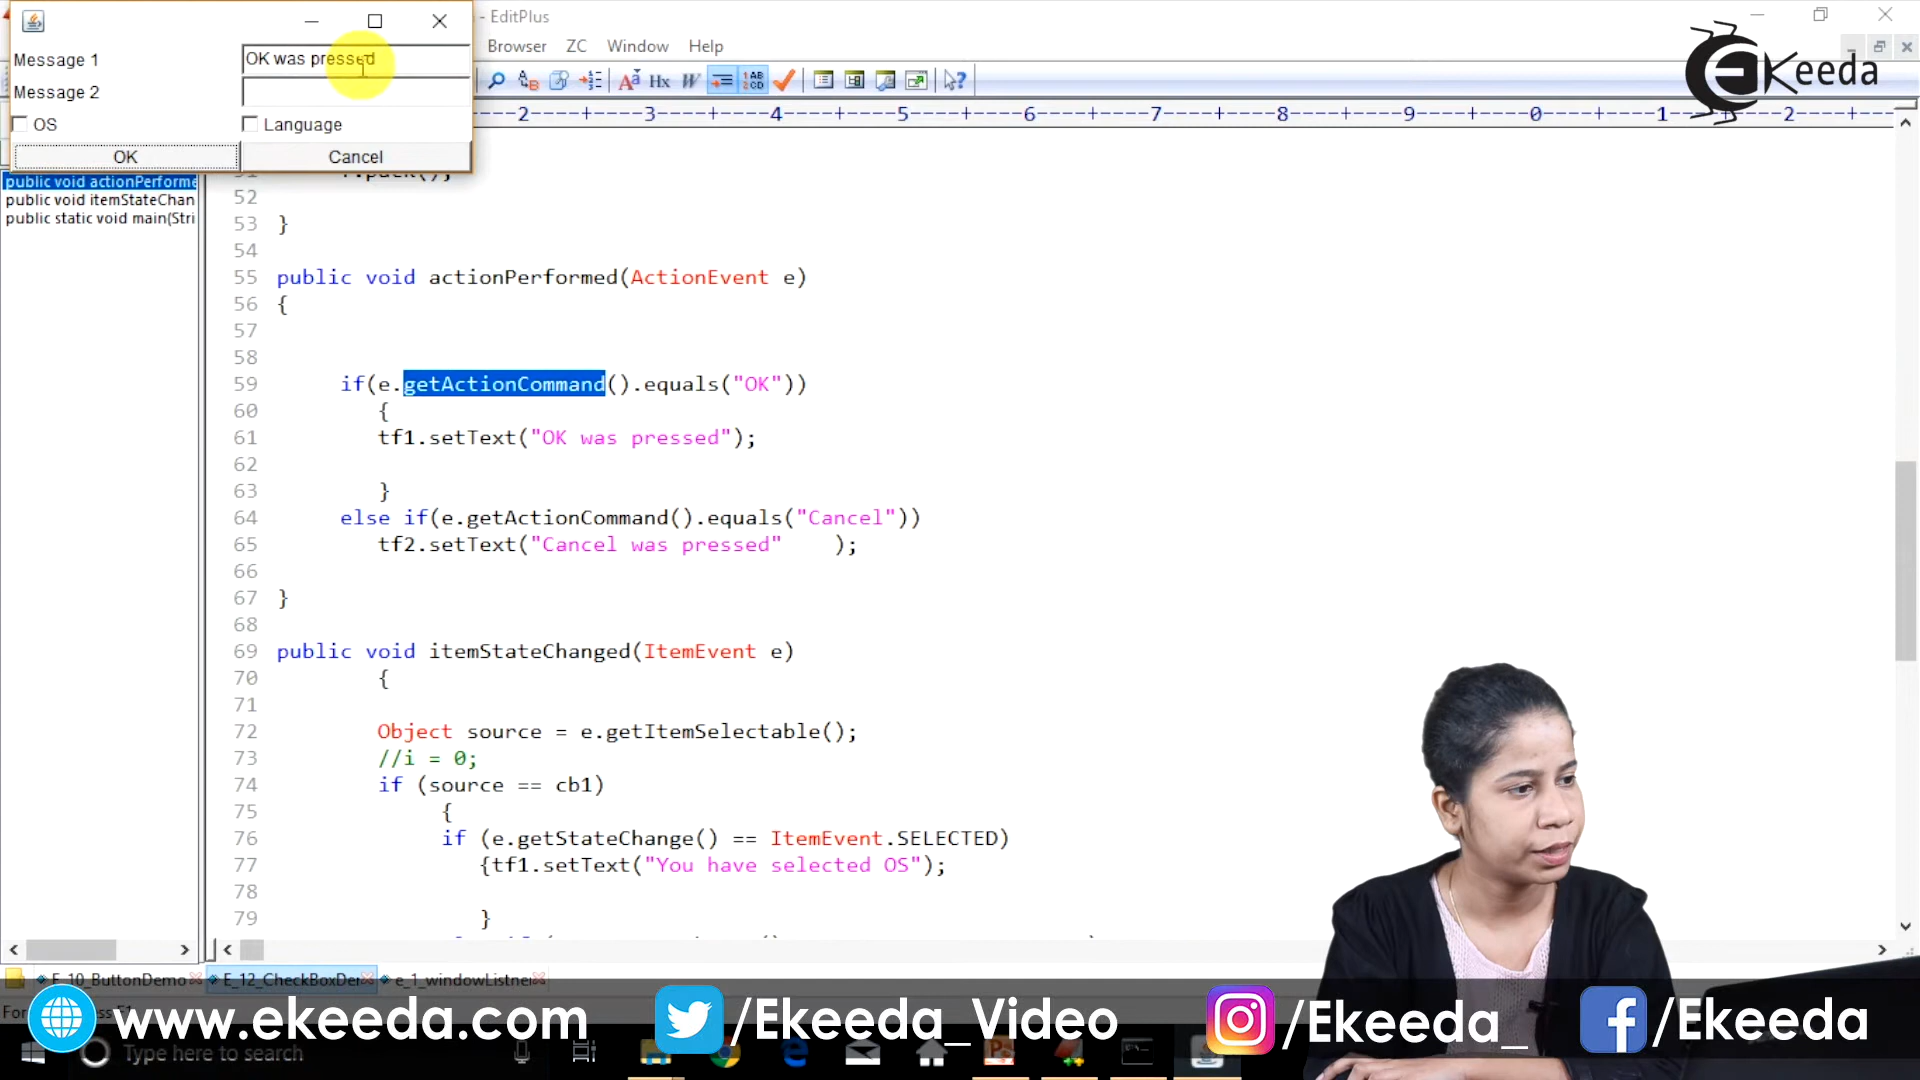 - EditPlus
Browser ZC Window Help
Message 1 OK was pressed
Message 2
OS Language
OK Cancel
Ekeeda
public void actionPerforme
public void itemStateChan
public static void main(Stri
52
53 }
54
55 public void actionPerformed(ActionEvent e)
56 {
57
58
59 if(e.getActionCommand().equals("OK"))
60 {
61 tf1.setText("OK was pressed");
62
63 }
64 else if(e.getActionCommand().equals("Cancel"))
65 tf2.setText("Cancel was pressed" );
66
67 }
68
69 public void itemStateChanged(ItemEvent e)
70 {
71
72 Object source = e.getItemSelectable();
73 //i = 0;
74 if (source == cb1)
75 {
76 if (e.getStateChange() == ItemEvent.SELECTED)
77 {tf1.setText("You have selected OS");
78
79 }
E_10_ButtonDemo E_12_CheckBoxDer e_1_windowListne
www.ekeeda.com /Ekeeda_Video /Ekeeda_ /Ekeeda
Type here to search